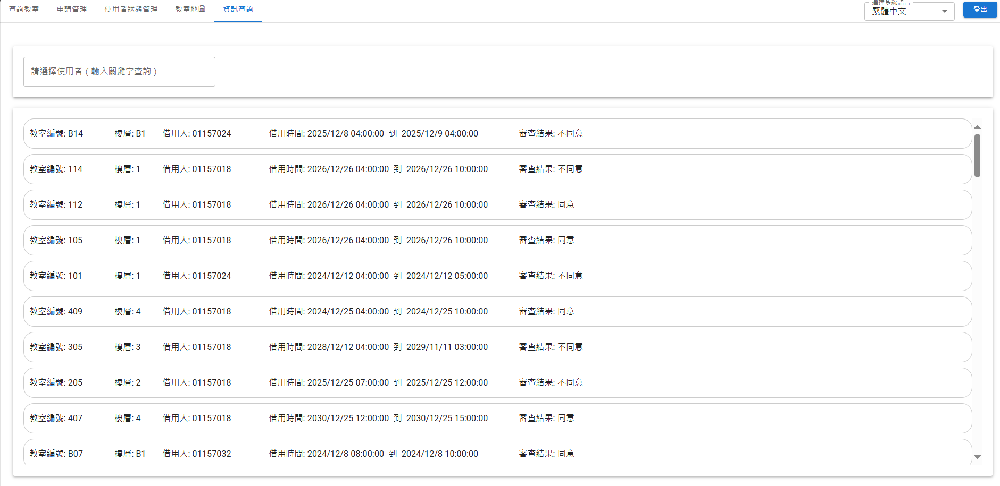 查詢教室 申請管理 使用者狀態管理 教室地圖 資訊查詢 選擇系統語言 繁體中文 登出
請選擇使用者（輸入關鍵字查詢）
教室編號: B14 樓層: B1 借用人: 01157024 借用時間: 2025/12/8 04:00:00 到 2025/12/9 04:00:00 審查結果: 不同意
教室編號: 114 樓層: 1 借用人: 01157018 借用時間: 2026/12/26 04:00:00 到 2026/12/26 10:00:00 審查結果: 不同意
教室編號: 112 樓層: 1 借用人: 01157018 借用時間: 2026/12/26 04:00:00 到 2026/12/26 10:00:00 審查結果: 同意
教室編號: 105 樓層: 1 借用人: 01157018 借用時間: 2026/12/26 04:00:00 到 2026/12/26 10:00:00 審查結果: 同意
教室編號: 101 樓層: 1 借用人: 01157024 借用時間: 2024/12/12 04:00:00 到 2024/12/12 05:00:00 審查結果: 不同意
教室編號: 409 樓層: 4 借用人: 01157018 借用時間: 2024/12/25 04:00:00 到 2024/12/25 10:00:00 審查結果: 同意
教室編號: 305 樓層: 3 借用人: 01157018 借用時間: 2028/12/12 04:00:00 到 2029/11/11 03:00:00 審查結果: 不同意
教室編號: 205 樓層: 2 借用人: 01157018 借用時間: 2025/12/25 07:00:00 到 2025/12/25 12:00:00 審查結果: 不同意
教室編號: 407 樓層: 4 借用人: 01157018 借用時間: 2030/12/25 12:00:00 到 2030/12/25 15:00:00 審查結果: 同意
教室編號: B07 樓層: B1 借用人: 01157032 借用時間: 2024/12/8 08:00:00 到 2024/12/8 10:00:00 審查結果: 同意